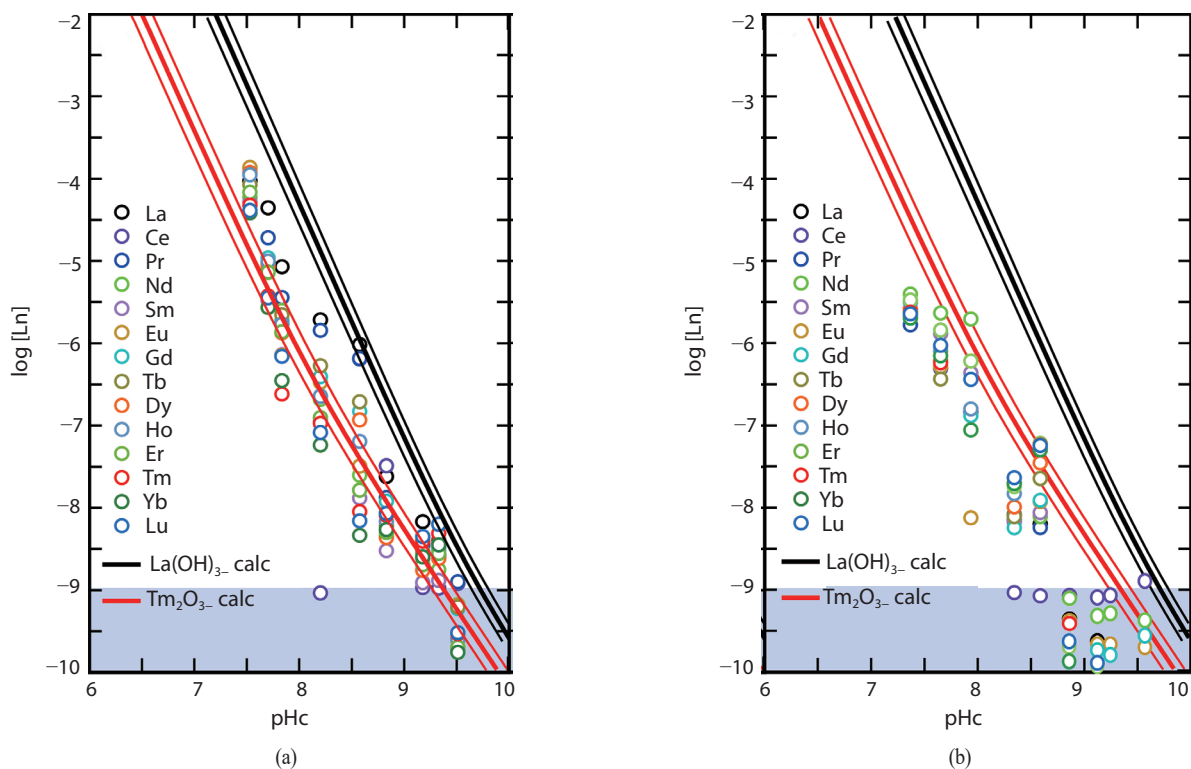 −2
−3
−4
−5
−6
−7
−8
−9
−10
log [Ln]
La
Ce
Pr
Nd
Sm
Eu
Gd
Tb
Dy
Ho
Er
Tm
Yb
Lu
La(OH)₃₋ calc
Tm₂O₃₋ calc
6 7 8 9 10
pHc
(a)
−2
−3
−4
−5
−6
−7
−8
−9
−10
log [Ln]
La
Ce
Pr
Nd
Sm
Eu
Gd
Tb
Dy
Ho
Er
Tm
Yb
Lu
La(OH)₃₋ calc
Tm₂O₃₋ calc
6 7 8 9 10
pHc
(b)